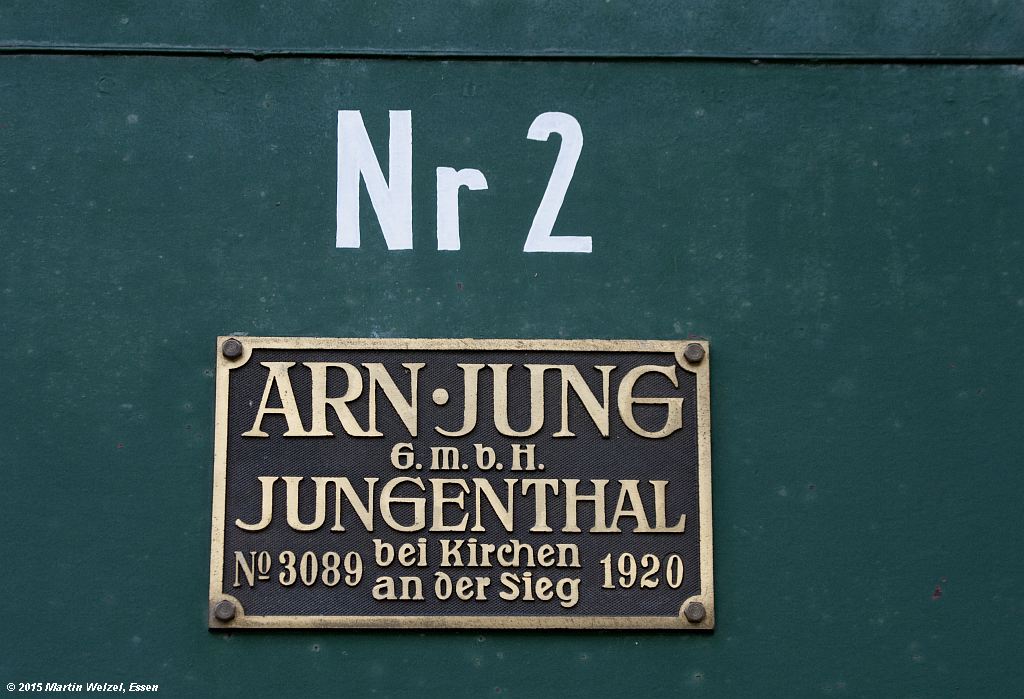 Nr 2
ARN·JUNG
G.m.b.H.
JUNGENTHAL
bei Kirchen
Nº 3089 an der Sieg 1920
© 2015 Martin Welzel, Essen